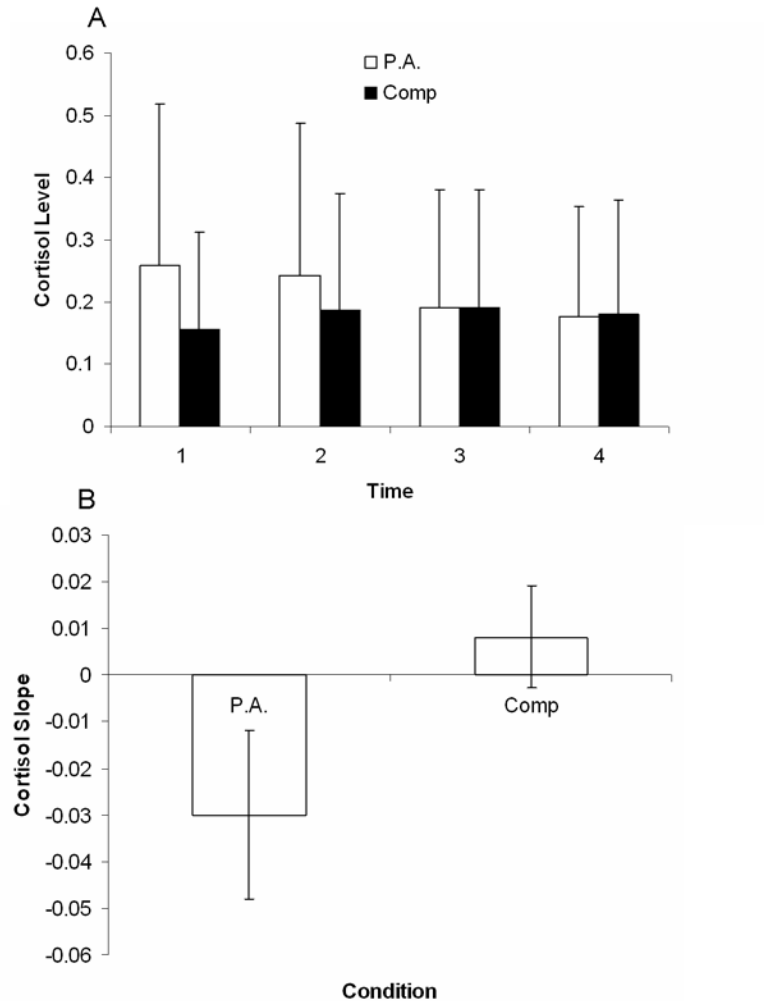 A
P.A.
Comp
0.6
0.5
0.4
0.3
0.2
0.1
0
Cortisol Level
1 2 3 4
Time
B
0.03
0.02
0.01
0
-0.01
-0.02
-0.03
-0.04
-0.05
-0.06
Cortisol Slope
P.A. Comp
Condition